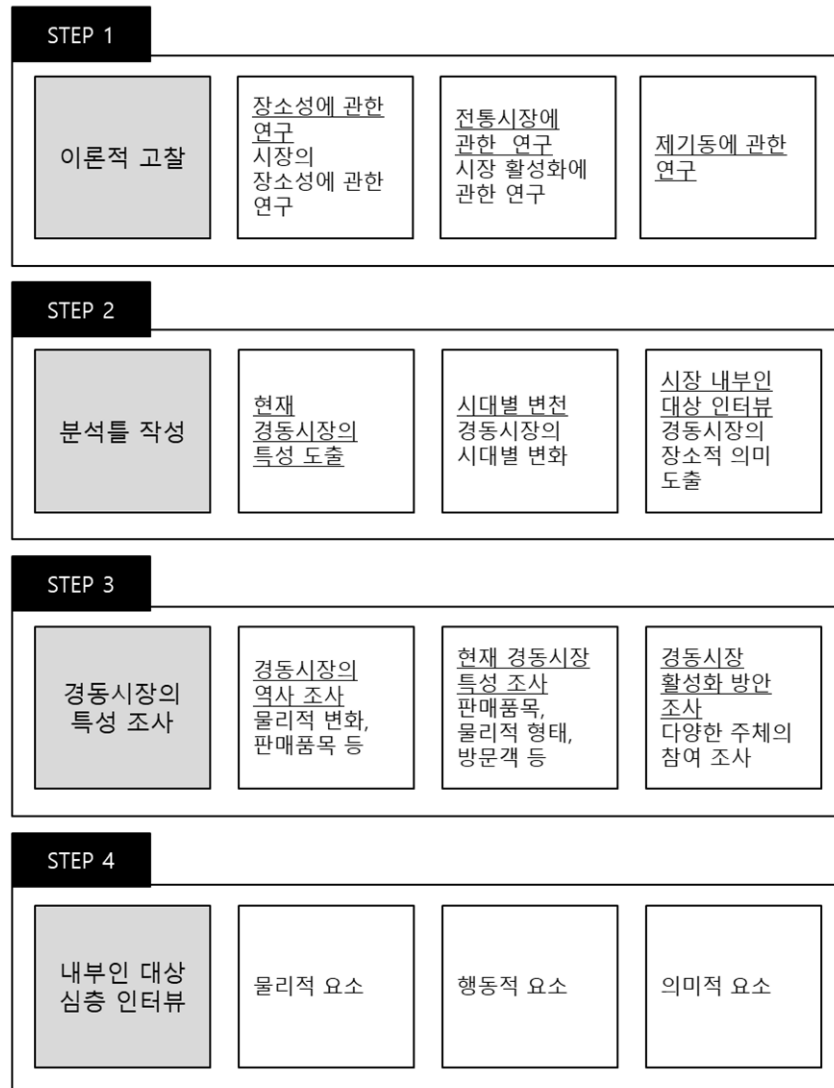 STEP 1
이론적 고찰
장소성에 관한
연구
시장의
장소성에 관한
연구
전통시장에
관한 연구
시장 활성화에
관한 연구
제기동에 관한
연구
STEP 2
분석틀 작성
현재
경동시장의
특성 도출
시대별 변천
경동시장의
시대별 변화
시장 내부인
대상 인터뷰
경동시장의
장소적 의미
도출
STEP 3
경동시장의
특성 조사
경동시장의
역사 조사
물리적 변화,
판매품목 등
현재 경동시장
특성 조사
판매품목,
물리적 형태,
방문객 등
경동시장
활성화 방안
조사
다양한 주체의
참여 조사
STEP 4
내부인 대상
심층 인터뷰
물리적 요소
행동적 요소
의미적 요소